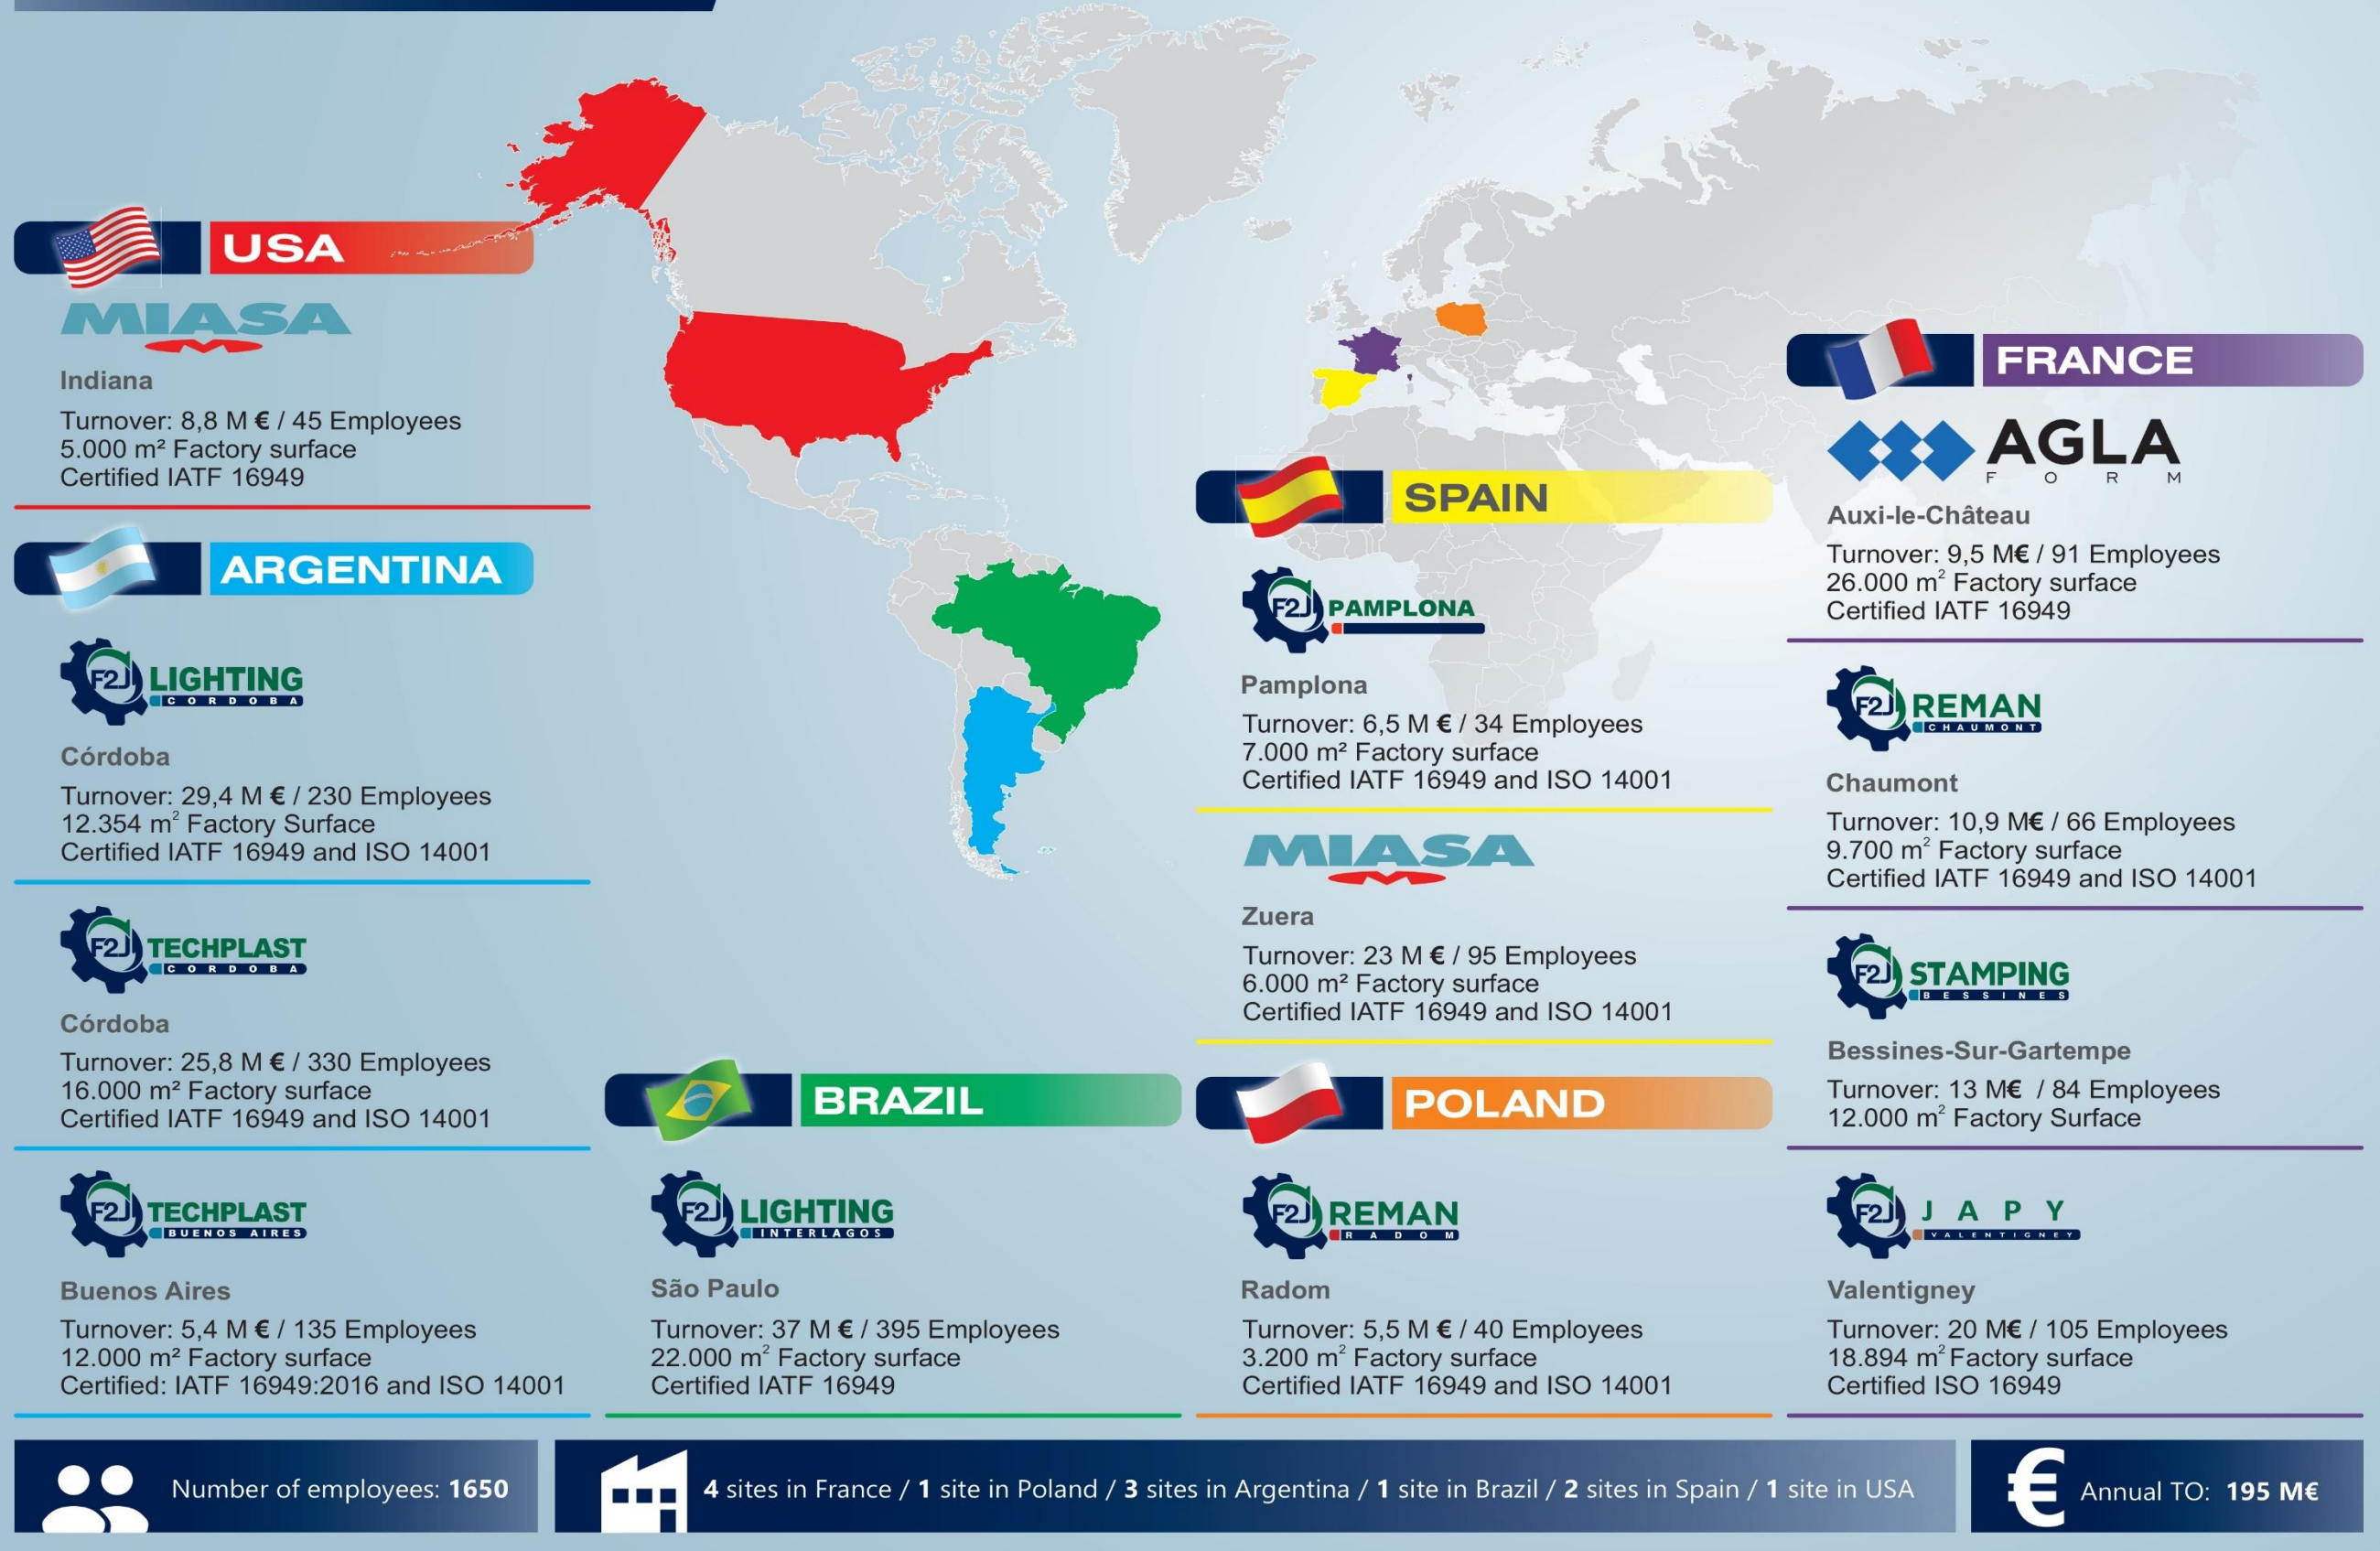 USA
MIASA
Indiana
Turnover: 8,8 M € / 45 Employees
5.000 m² Factory surface
Certified IATF 16949
ARGENTINA
F2J LIGHTING
CORDOBA
Córdoba
Turnover: 29,4 M € / 230 Employees
12.354 m² Factory Surface
Certified IATF 16949 and ISO 14001
F2J TECHPLAST
CORDOBA
Córdoba
Turnover: 25,8 M € / 330 Employees
16.000 m² Factory surface
Certified IATF 16949 and ISO 14001
F2J TECHPLAST
BUENOS AIRES
Buenos Aires
Turnover: 5,4 M € / 135 Employees
12.000 m² Factory surface
Certified: IATF 16949:2016 and ISO 14001
BRAZIL
F2J LIGHTING
INTERLAGOS
São Paulo
Turnover: 37 M € / 395 Employees
22.000 m² Factory surface
Certified IATF 16949
SPAIN
F2J PAMPLONA
Pamplona
Turnover: 6,5 M € / 34 Employees
7.000 m² Factory surface
Certified IATF 16949 and ISO 14001
MIASA
Zuera
Turnover: 23 M € / 95 Employees
6.000 m² Factory surface
Certified IATF 16949 and ISO 14001
POLAND
F2J REMAN
RADOM
Radom
Turnover: 5,5 M € / 40 Employees
3.200 m² Factory surface
Certified IATF 16949 and ISO 14001
FRANCE
AGLA
FORM
Auxi-le-Château
Turnover: 9,5 M€ / 91 Employees
26.000 m² Factory surface
Certified IATF 16949
F2J REMAN
CHAUMONT
Chaumont
Turnover: 10,9 M€ / 66 Employees
9.700 m² Factory surface
Certified IATF 16949 and ISO 14001
F2J STAMPING
BESSINES
Bessines-Sur-Gartempe
Turnover: 13 M€ / 84 Employees
12.000 m² Factory Surface
F2J JAPY
VALENTIGNEY
Valentigney
Turnover: 20 M€ / 105 Employees
18.894 m² Factory surface
Certified ISO 16949
Number of employees: 1650
4 sites in France / 1 site in Poland / 3 sites in Argentina / 1 site in Brazil / 2 sites in Spain / 1 site in USA
€ Annual TO: 195 M€